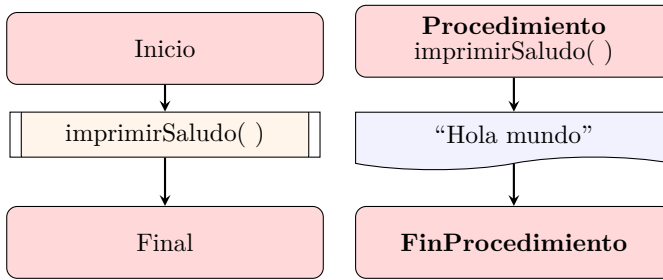 Inicio
imprimirSaludo( )
Final
Procedimiento
imprimirSaludo( )
“Hola mundo”
FinProcedimiento